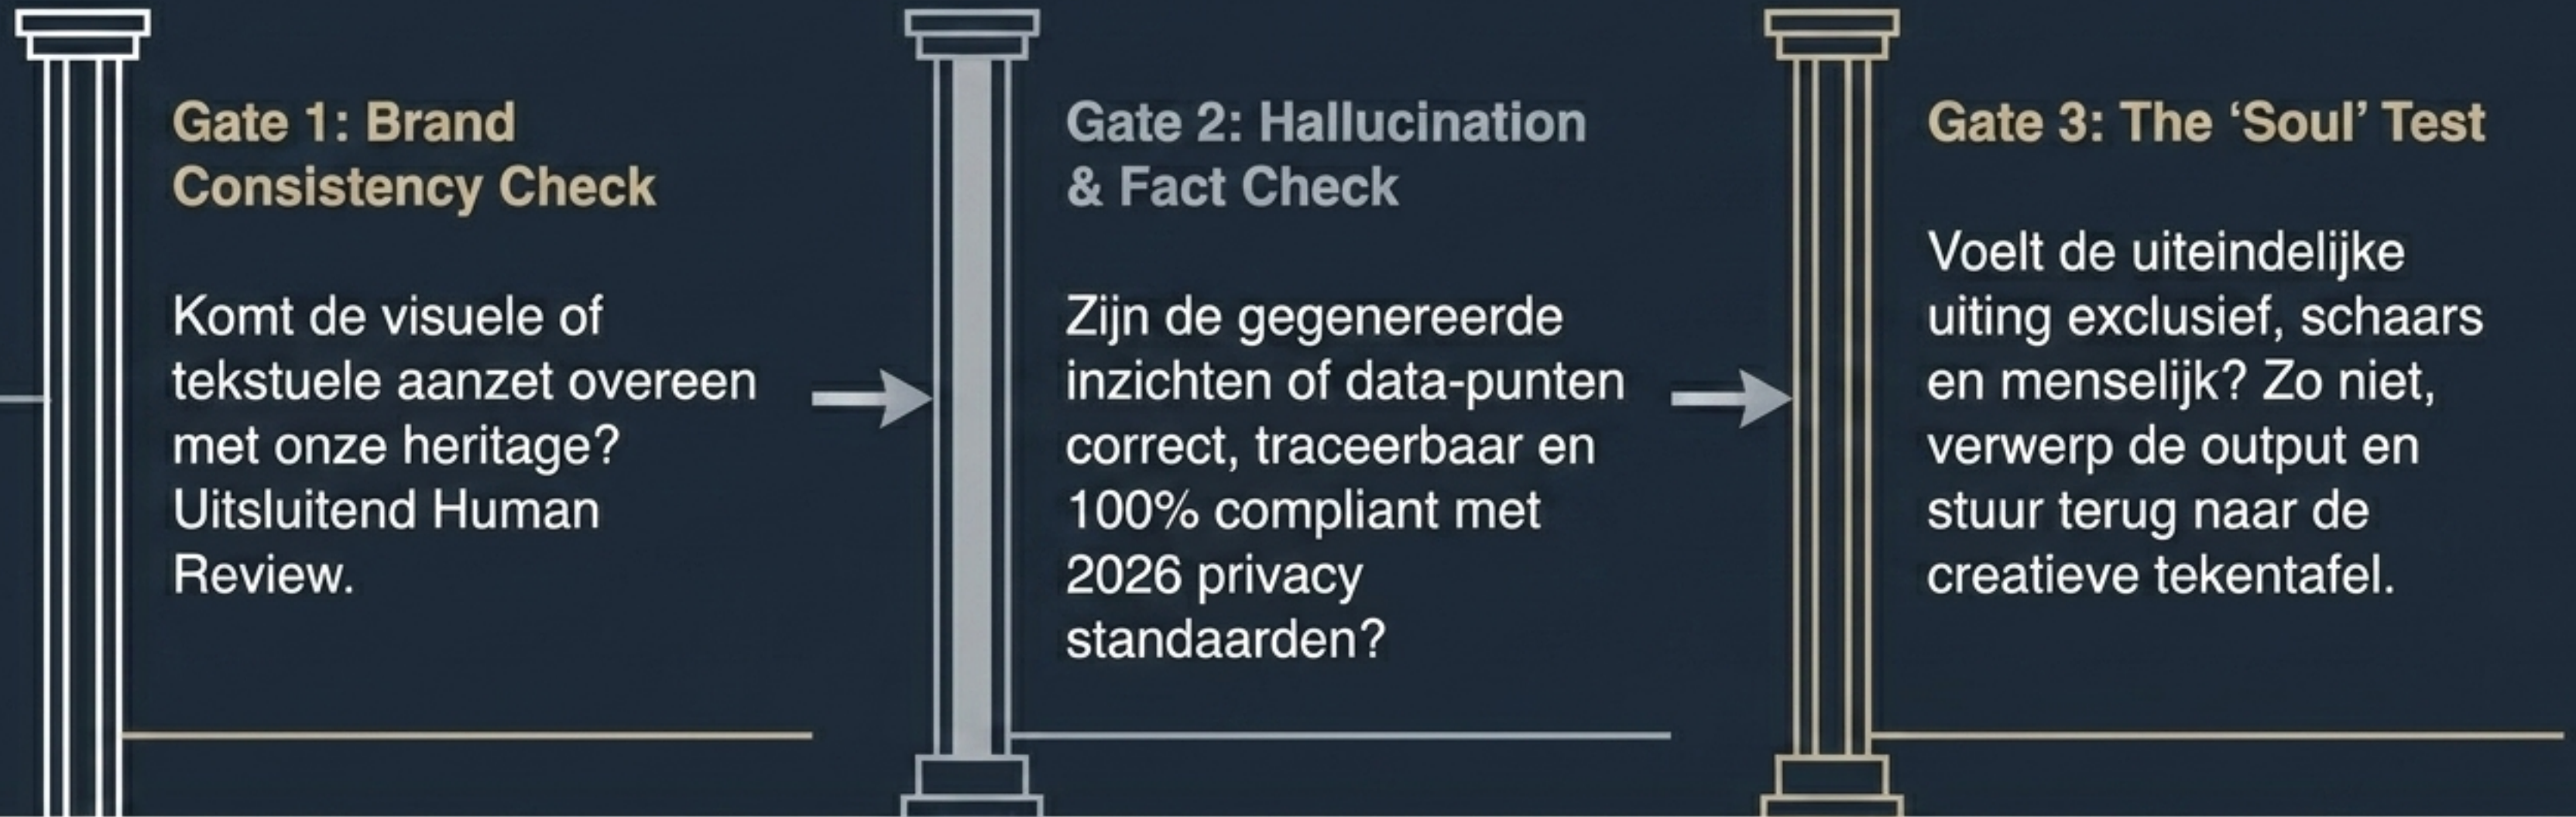 Gate 1: Brand
Consistency Check
Komt de visuele of
tekstuele aanzet overeen
met onze heritage?
Uitsluitend Human
Review.
Gate 2: Hallucination
& Fact Check
Zijn de gegenereerde
inzichten of data-punten
correct, traceerbaar en
100% compliant met
2026 privacy
standaarden?
Gate 3: The ‘Soul’ Test
Voelt de uiteindelijke
uiting exclusief, schaars
en menselijk? Zo niet,
verwerp de output en
stuur terug naar de
creatieve tekentafel.